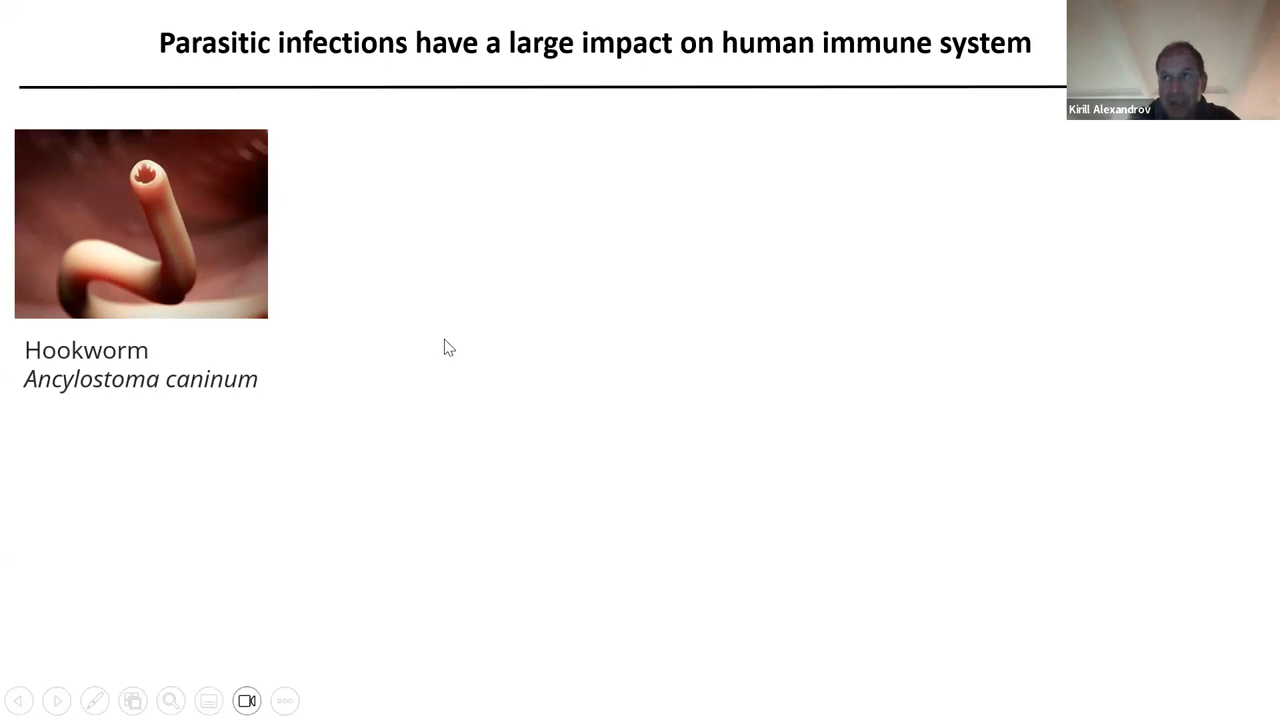 Parasitic infections have a large impact on human immune system
Kirill Alexandrov
Hookworm
Ancylostoma caninum